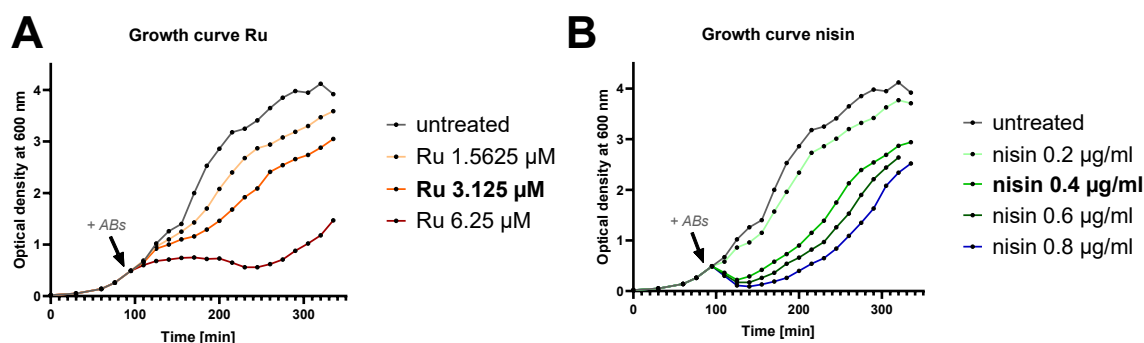 A
Growth curve Ru
Optical density at 600 nm
4
3
2
1
0
0
100
200
300
Time [min]
+ ABs
untreated
Ru 1.5625 µM
Ru 3.125 µM
Ru 6.25 µM
B
Growth curve nisin
Optical density at 600 nm
4
3
2
1
0
0
100
200
300
Time [min]
+ ABs
untreated
nisin 0.2 µg/ml
nisin 0.4 µg/ml
nisin 0.6 µg/ml
nisin 0.8 µg/ml